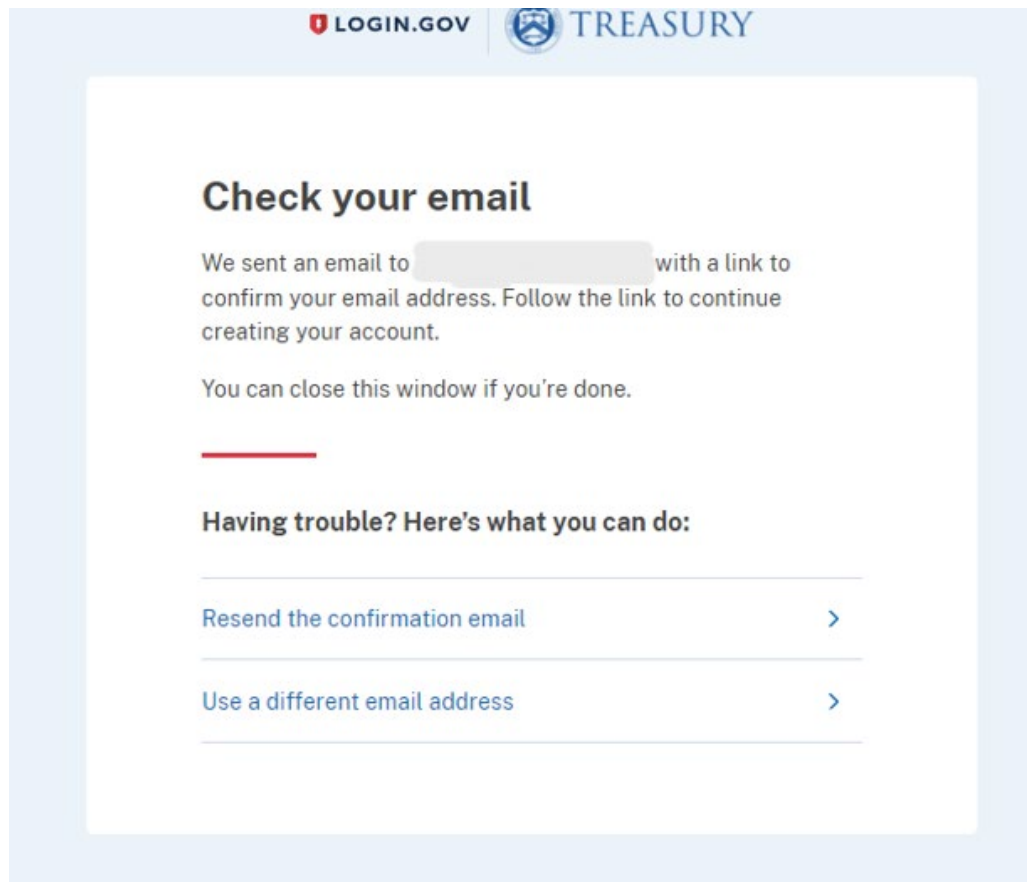 LOGIN.GOV
TREASURY
Check your email
We sent an email to with a link to
confirm your email address. Follow the link to continue
creating your account.
You can close this window if you’re done.
Having trouble? Here’s what you can do:
Resend the confirmation email
Use a different email address